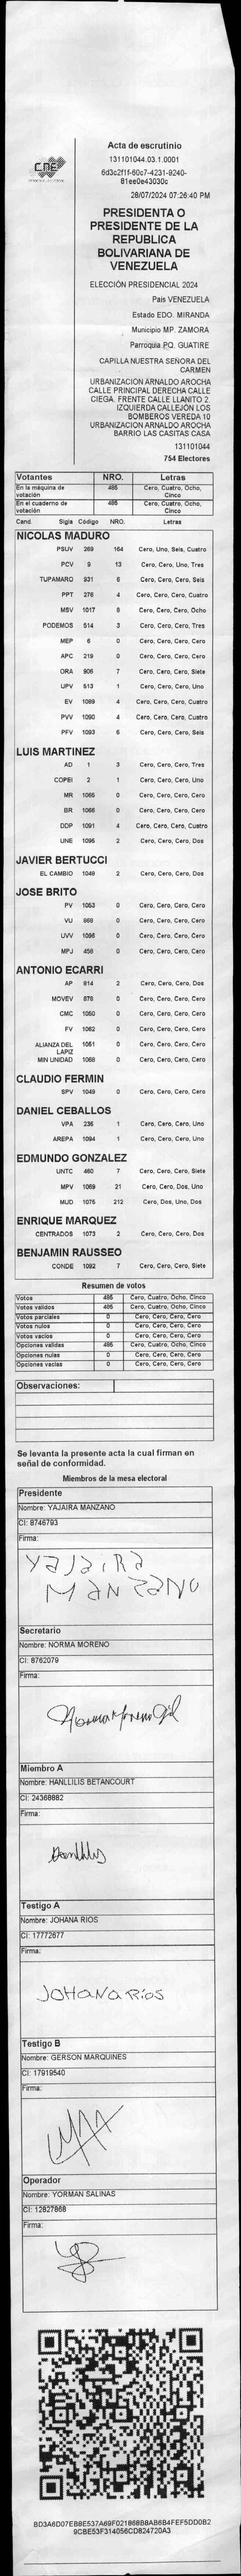 CNE
Acta de escrutinio
131101044.03.1.0001
6d3c2f1f-60c7-4231-9240-
81ee0e43030c
28/07/2024 07:26:40 PM
PRESIDENTA O
PRESIDENTE DE LA
REPUBLICA
BOLIVARIANA DE
VENEZUELA
ELECCIÓN PRESIDENCIAL 2024
Pais VENEZUELA
Estado EDO. MIRANDA
Municipio MP. ZAMORA
Parroquia PQ. GUATIRE
CAPILLA NUESTRA SEÑORA DEL
CARMEN
URBANIZACION ARNALDO AROCHA
CALLE PRINCIPAL DERECHA CALLE
CIEGA. FRENTE CALLE LLANITO 2.
IZQUIERDA CALLEJÓN LOS
BOMBEROS VEREDA 10
URBANIZACION ARNALDO AROCHA
BARRIO LAS CASITAS CASA
131101044
754 Electores
Votantes NRO. Letras
En la máquina de votación 485 Cero, Cuatro, Ocho, Cinco
En el cuaderno de votación 485 Cero, Cuatro, Ocho, Cinco
Cand. Sigla Código NRO. Letras
NICOLAS MADURO
PSUV 269 164 Cero, Uno, Seis, Cuatro
PCV 9 13 Cero, Cero, Uno, Tres
TUPAMARO 931 6 Cero, Cero, Cero, Seis
PPT 276 4 Cero, Cero, Cero, Cuatro
MSV 1017 8 Cero, Cero, Cero, Ocho
PODEMOS 514 3 Cero, Cero, Cero, Tres
MEP 6 0 Cero, Cero, Cero, Cero
APC 219 0 Cero, Cero, Cero, Cero
ORA 906 7 Cero, Cero, Cero, Siete
UPV 513 1 Cero, Cero, Cero, Uno
EV 1089 4 Cero, Cero, Cero, Cuatro
PVV 1090 4 Cero, Cero, Cero, Cuatro
PFV 1093 6 Cero, Cero, Cero, Seis
LUIS MARTINEZ
AD 1 3 Cero, Cero, Cero, Tres
COPEI 2 1 Cero, Cero, Cero, Uno
MR 1065 0 Cero, Cero, Cero, Cero
BR 1066 0 Cero, Cero, Cero, Cero
DDP 1091 4 Cero, Cero, Cero, Cuatro
UNE 1095 2 Cero, Cero, Cero, Dos
JAVIER BERTUCCI
EL CAMBIO 1048 2 Cero, Cero, Cero, Dos
JOSE BRITO
PV 1053 0 Cero, Cero, Cero, Cero
VU 868 0 Cero, Cero, Cero, Cero
UVV 1096 0 Cero, Cero, Cero, Cero
MPJ 458 0 Cero, Cero, Cero, Cero
ANTONIO ECARRI
AP 814 2 Cero, Cero, Cero, Dos
MOVEV 878 0 Cero, Cero, Cero, Cero
CMC 1050 0 Cero, Cero, Cero, Cero
FV 1062 0 Cero, Cero, Cero, Cero
ALIANZA DEL LAPIZ 1051 0 Cero, Cero, Cero, Cero
MIN UNIDAD 1068 0 Cero, Cero, Cero, Cero
CLAUDIO FERMIN
SPV 1049 0 Cero, Cero, Cero, Cero
DANIEL CEBALLOS
VPA 236 1 Cero, Cero, Cero, Uno
AREPA 1094 1 Cero, Cero, Cero, Uno
EDMUNDO GONZALEZ
UNTC 460 7 Cero, Cero, Cero, Siete
MPV 1069 21 Cero, Cero, Dos, Uno
MUD 1075 212 Cero, Dos, Uno, Dos
ENRIQUE MARQUEZ
CENTRADOS 1073 2 Cero, Cero, Cero, Dos
BENJAMIN RAUSSEO
CONDE 1092 7 Cero, Cero, Cero, Siete
Resumen de votos
Votos 485 Cero, Cuatro, Ocho, Cinco
Votos validos 485 Cero, Cuatro, Ocho, Cinco
Votos parciales 0 Cero, Cero, Cero, Cero
Votos nulos 0 Cero, Cero, Cero, Cero
Votos vacios 0 Cero, Cero, Cero, Cero
Opciones validas 485 Cero, Cuatro, Ocho, Cinco
Opciones nulas 0 Cero, Cero, Cero, Cero
Opciones vacias 0 Cero, Cero, Cero, Cero
Observaciones:
Se levanta la presente acta la cual firman en
señal de conformidad.
Miembros de la mesa electoral
Presidente
Nombre: YAJAIRA MANZANO
CI: 8746793
Firma:
YaJaiRa
MANZANO
Secretario
Nombre: NORMA MORENO
CI: 8762079
Firma:
Miembro A
Nombre: HANLLILIS BETANCOURT
CI: 24368882
Firma:
Testigo A
Nombre: JOHANA RIOS
CI: 17772677
Firma:
JOHANA Rios
Testigo B
Nombre: GERSON MARQUINES
CI: 17919540
Firma:
Operador
Nombre: YORMAN SALINAS
CI: 12827868
Firma:
BD3A6D07EB8E537A69F021868B8AB6B4FEF5DD0B2
9CBE53F314056CD824720A3